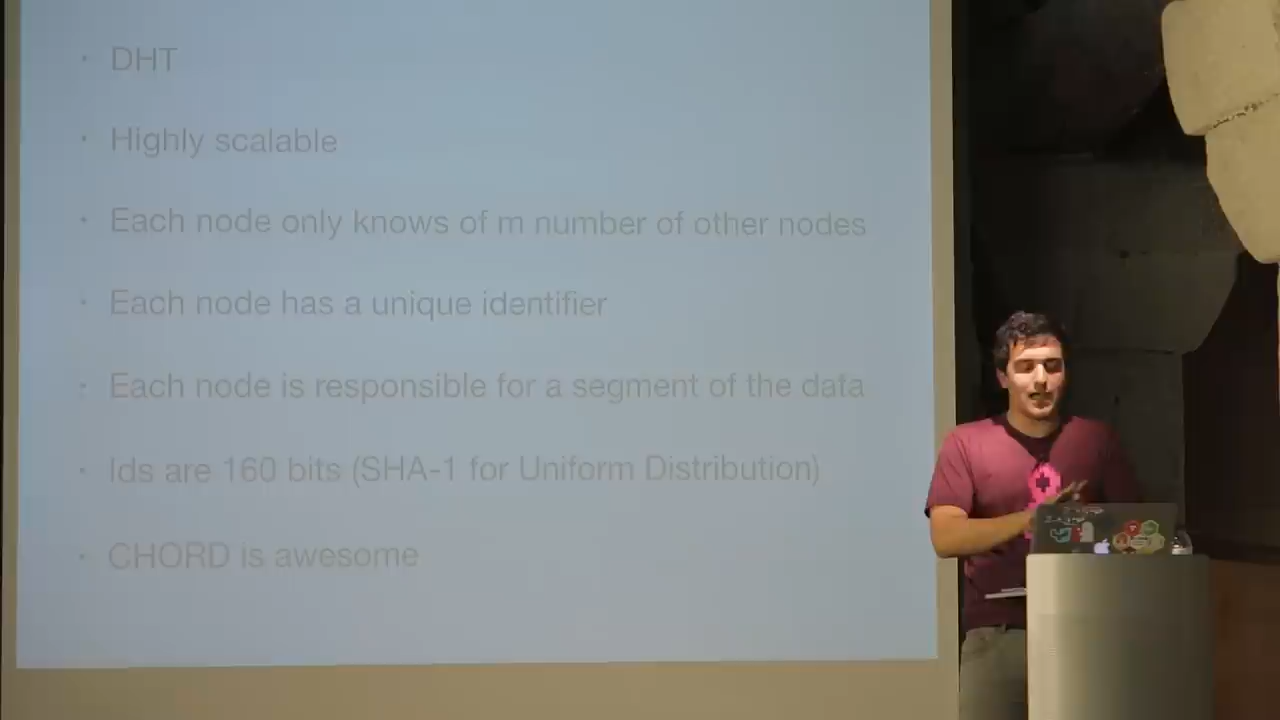 DHT
Highly scalable
Each node only knows of m number of other nodes
Each node has a unique identifier
Each node is responsible for a segment of the data
Ids are 160 bits (SHA-1 for Uniform Distribution)
CHORD is awesome